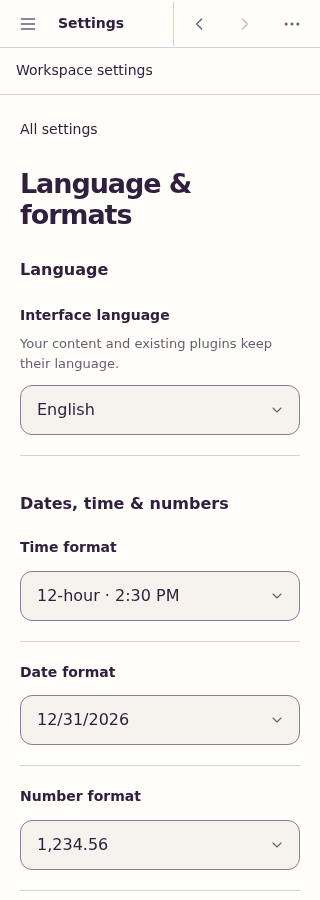 Settings
Workspace settings
All settings
Language &
formats
Language
Interface language
Your content and existing plugins keep
their language.
English
Dates, time & numbers
Time format
12-hour · 2:30 PM
Date format
12/31/2026
Number format
1,234.56